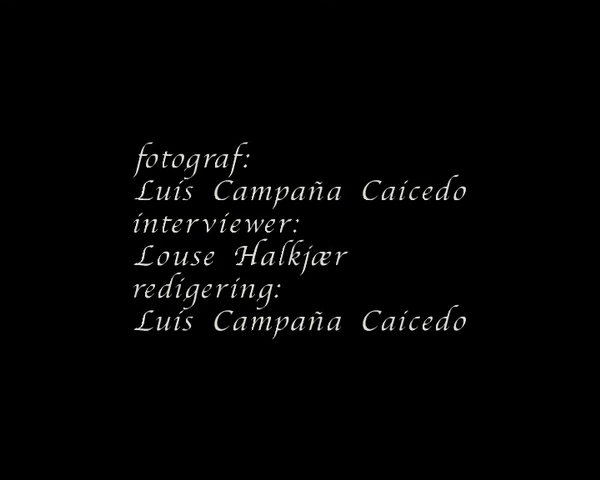 fotograf:
Luis Campaña Caicedo
interviewer:
Louse Halkjær
redigering:
Luis Campaña Caicedo